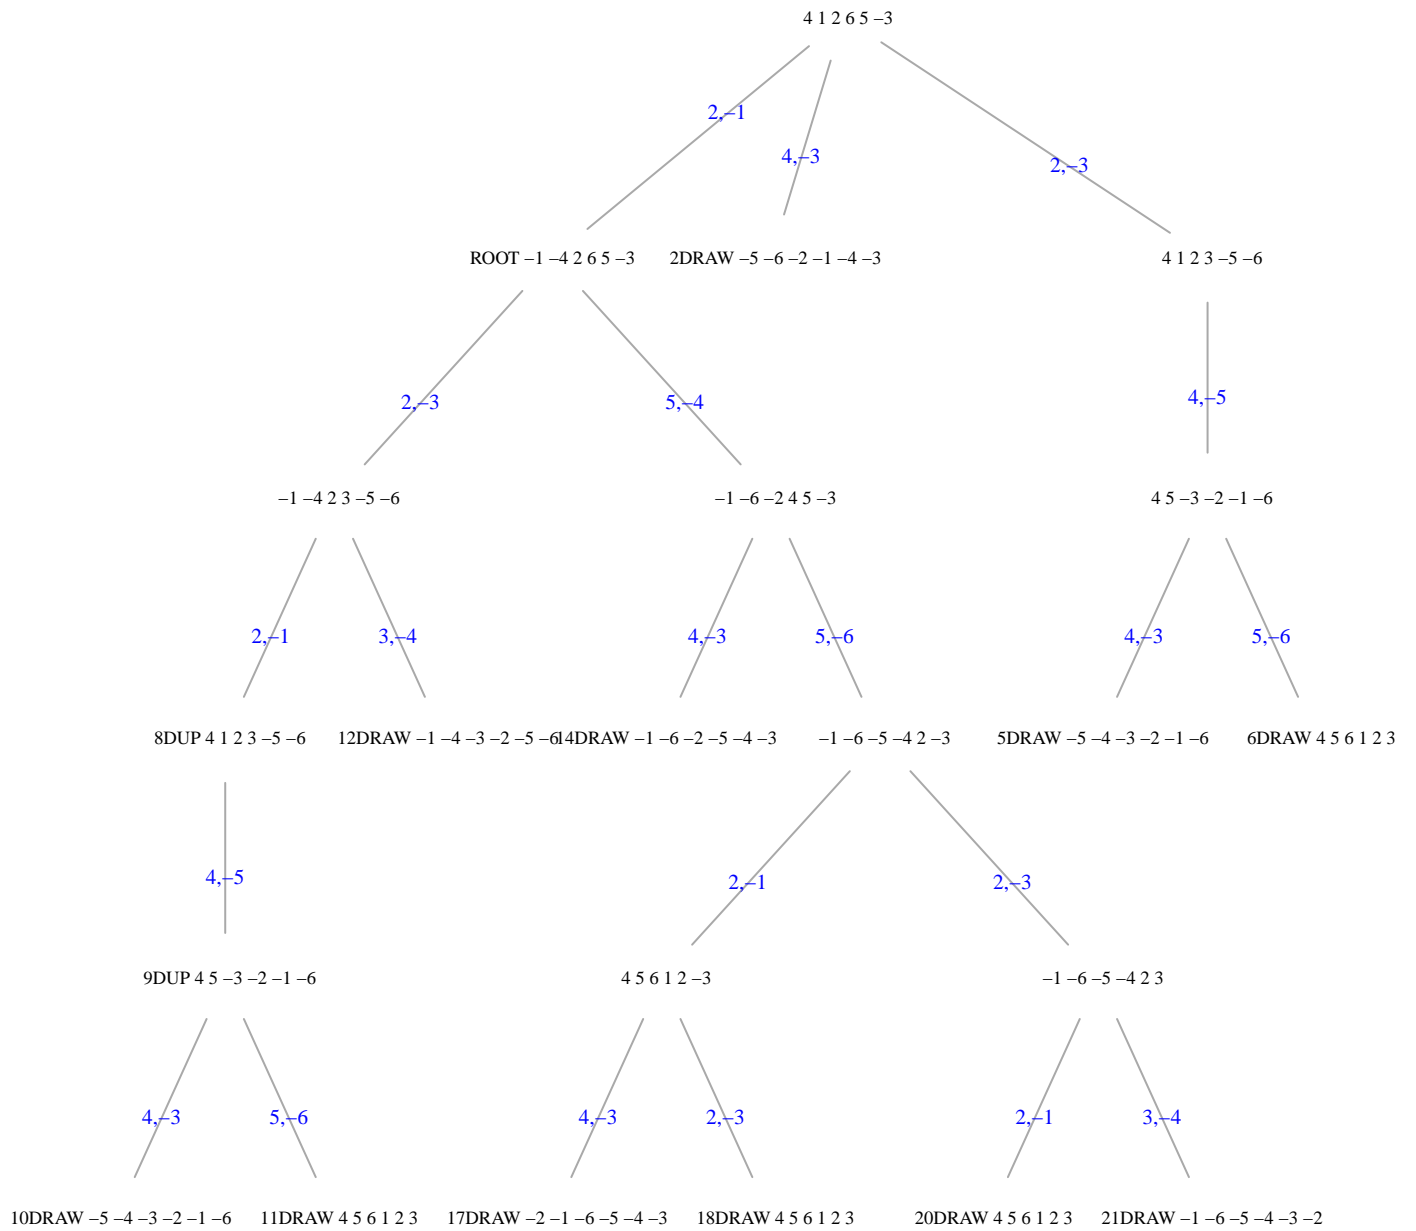 4 1 2 6 5 –3
2,–1
4,–3
2,–3
ROOT –1 –4 2 6 5 –3
2DRAW –5 –6 –2 –1 –4 –3
4 1 2 3 –5 –6
2,–3
5,–4
4,–5
–1 –4 2 3 –5 –6
–1 –6 –2 4 5 –3
4 5 –3 –2 –1 –6
2,–1
3,–4
4,–3
5,–6
4,–3
5,–6
8DUP 4 1 2 3 –5 –6
12DRAW –1 –4 –3 –2 –5 –6
14DRAW –1 –6 –2 –5 –4 –3
–1 –6 –5 –4 2 –3
5DRAW –5 –4 –3 –2 –1 –6
6DRAW 4 5 6 1 2 3
4,–5
2,–1
2,–3
9DUP 4 5 –3 –2 –1 –6
4 5 6 1 2 –3
–1 –6 –5 –4 2 3
4,–3
5,–6
4,–3
2,–3
2,–1
3,–4
10DRAW –5 –4 –3 –2 –1 –6
11DRAW 4 5 6 1 2 3
17DRAW –2 –1 –6 –5 –4 –3
18DRAW 4 5 6 1 2 3
20DRAW 4 5 6 1 2 3
21DRAW –1 –6 –5 –4 –3 –2